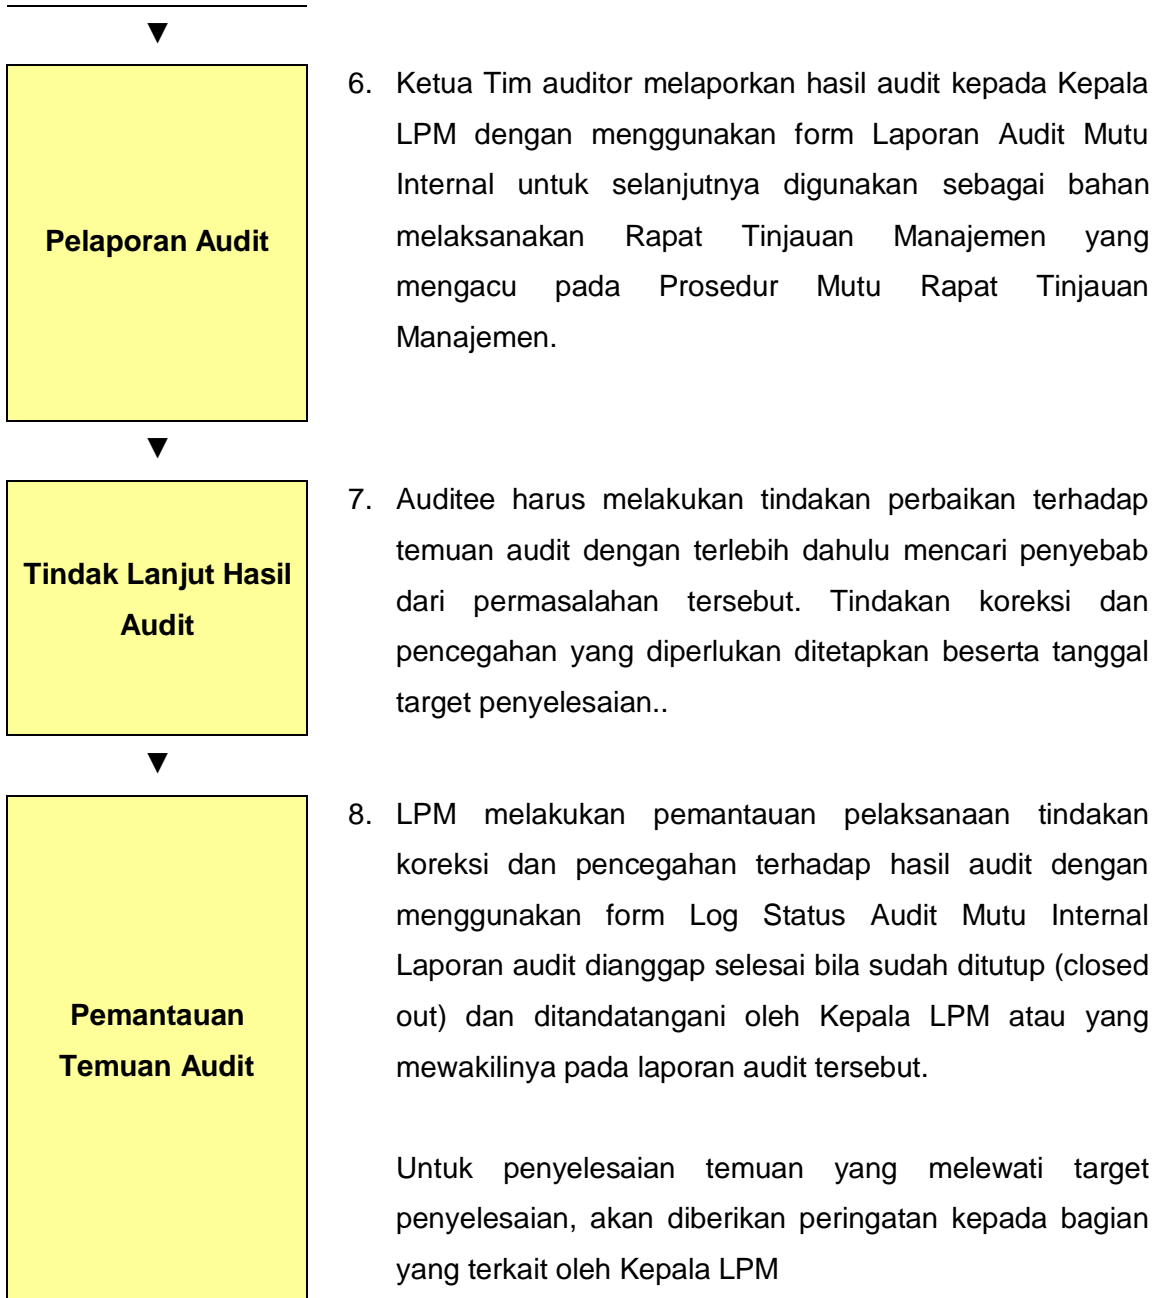 ▼
Pelaporan Audit
6. Ketua Tim auditor melaporkan hasil audit kepada Kepala
LPM dengan menggunakan form Laporan Audit Mutu
Internal untuk selanjutnya digunakan sebagai bahan
melaksanakan Rapat Tinjauan Manajemen yang
mengacu pada Prosedur Mutu Rapat Tinjauan
Manajemen.
▼
Tindak Lanjut Hasil
Audit
7. Auditee harus melakukan tindakan perbaikan terhadap
temuan audit dengan terlebih dahulu mencari penyebab
dari permasalahan tersebut. Tindakan koreksi dan
pencegahan yang diperlukan ditetapkan beserta tanggal
target penyelesaian..
▼
Pemantauan
Temuan Audit
8. LPM melakukan pemantauan pelaksanaan tindakan
koreksi dan pencegahan terhadap hasil audit dengan
menggunakan form Log Status Audit Mutu Internal
Laporan audit dianggap selesai bila sudah ditutup (closed
out) dan ditandatangani oleh Kepala LPM atau yang
mewakilinya pada laporan audit tersebut.
Untuk penyelesaian temuan yang melewati target
penyelesaian, akan diberikan peringatan kepada bagian
yang terkait oleh Kepala LPM